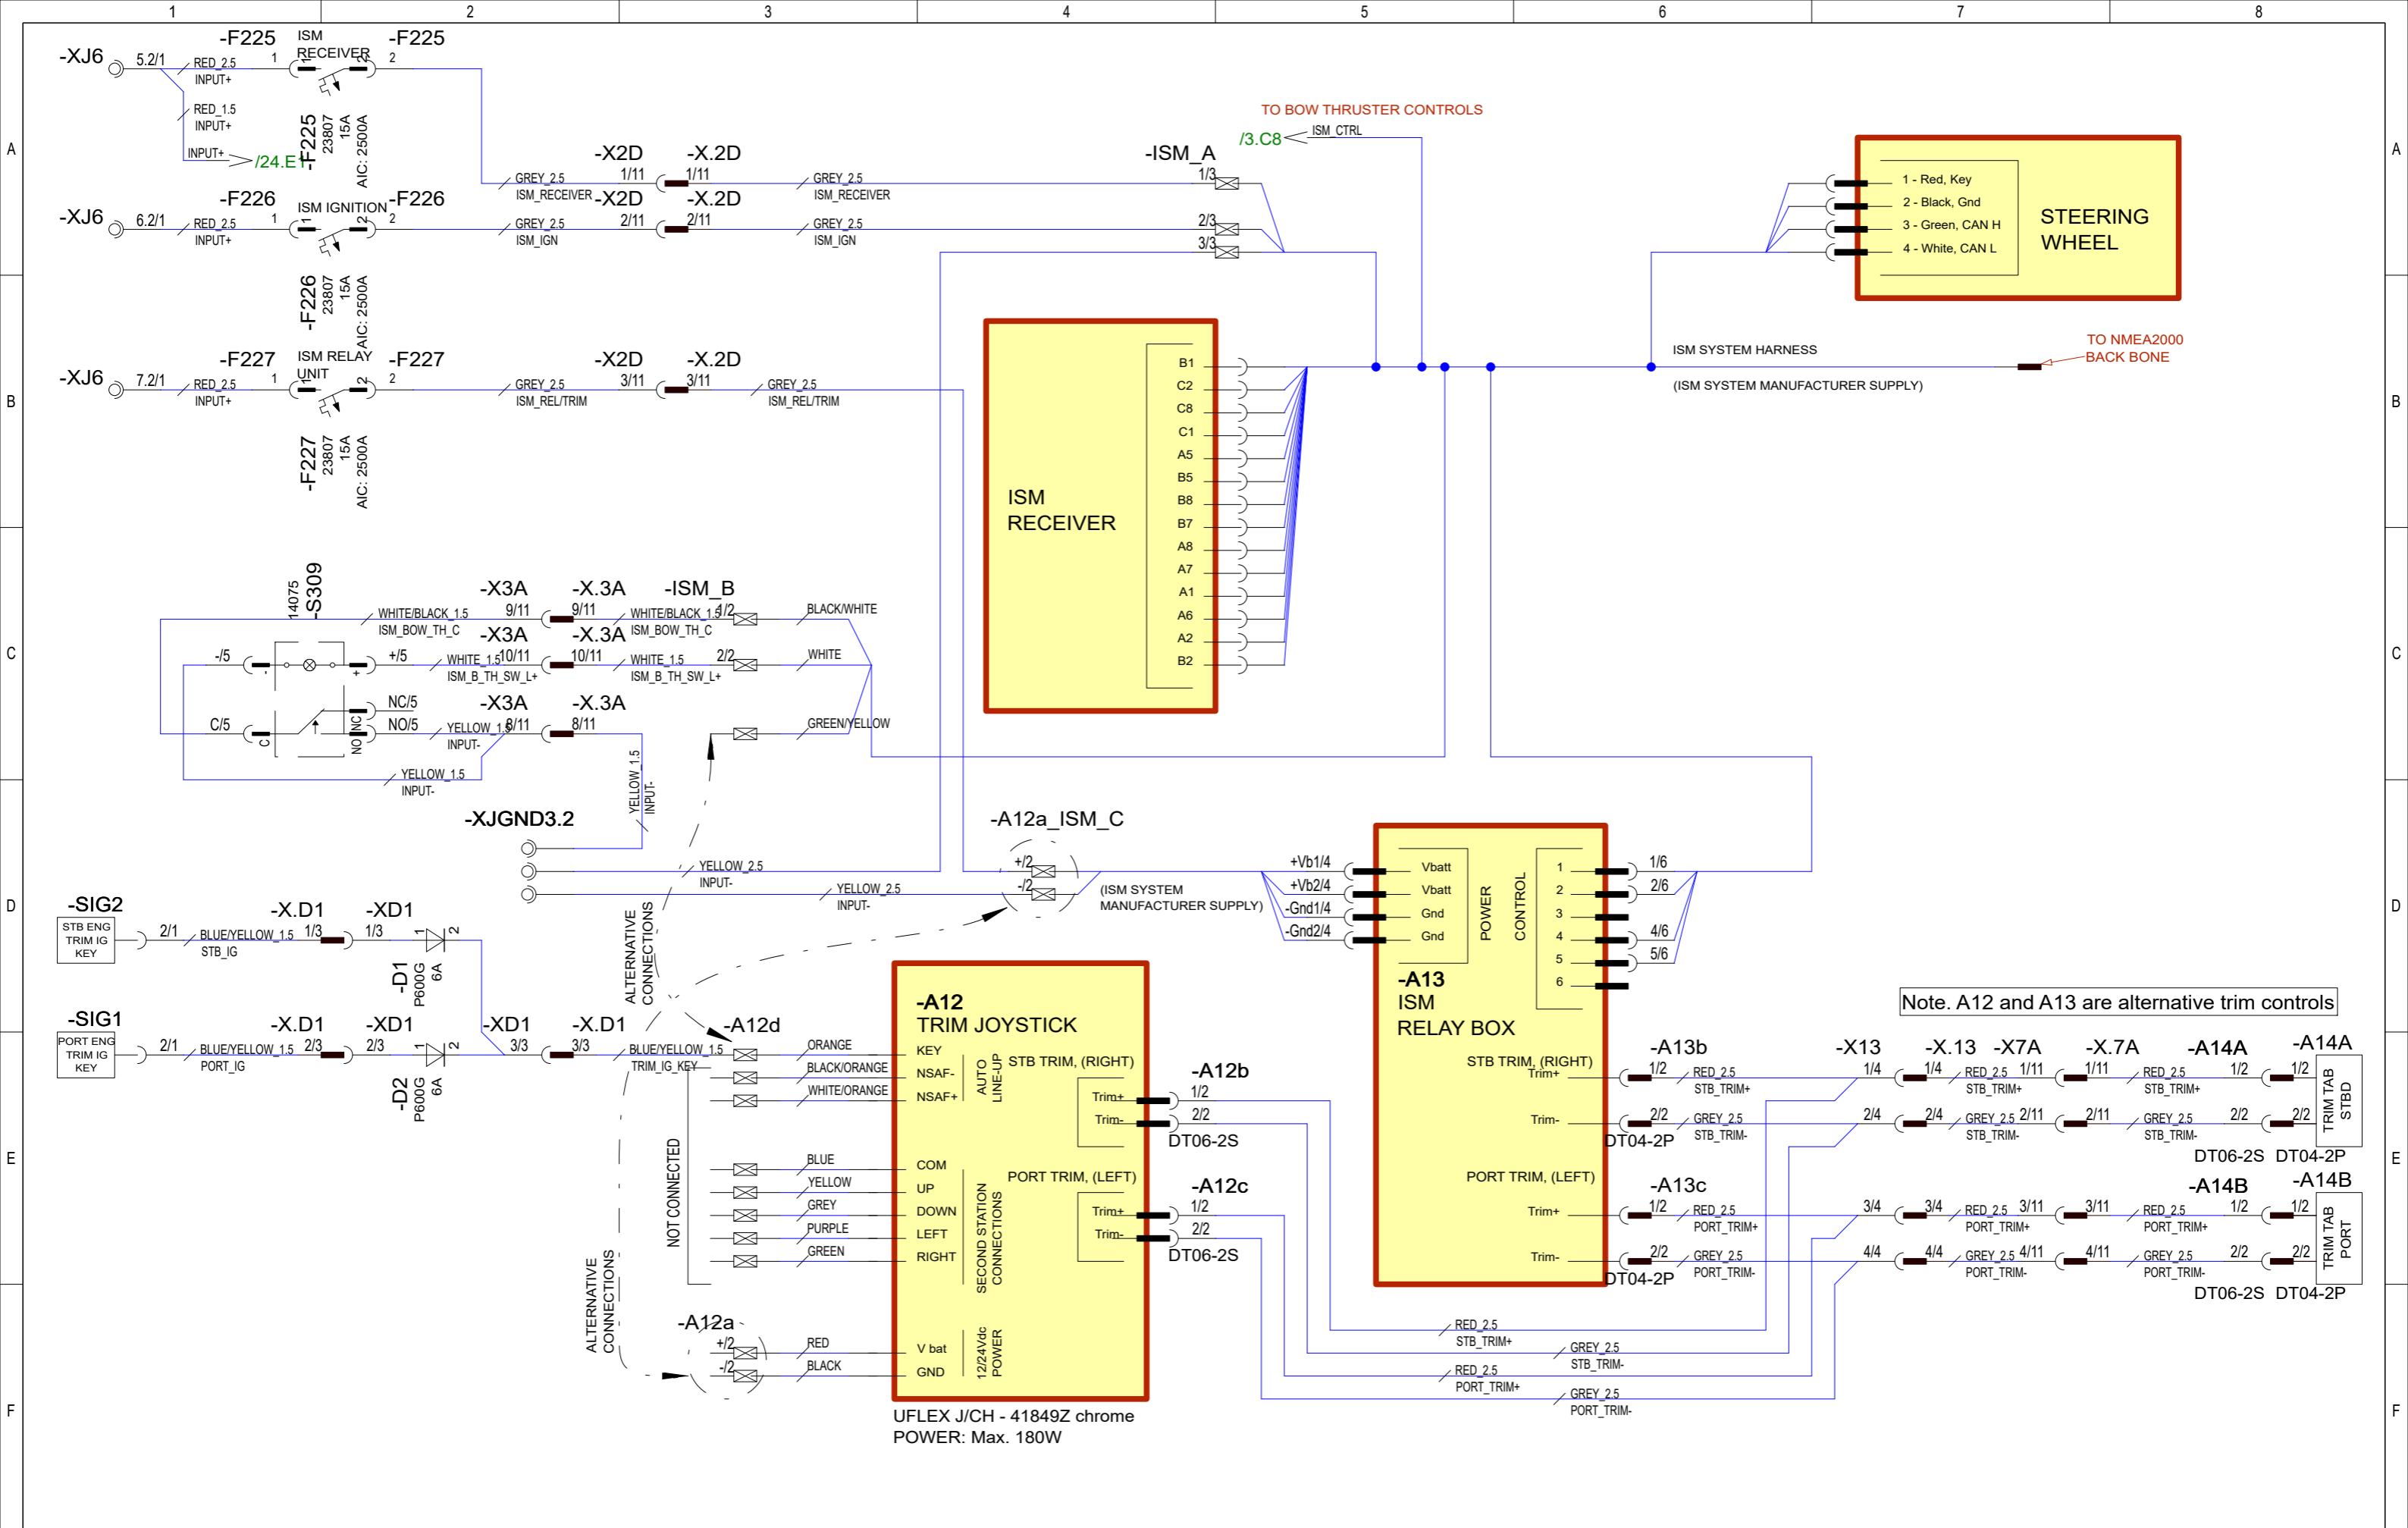 1 2 3 4 5 6 7 8
A A
B B
C C
D D
E E
F F
-XJ6 5.2/1 RED_2.5 INPUT+ -F225 1 ISM RECEIVER 1 2 -F225 2
RED_1.5
INPUT+
INPUT+ /24.E1
-F225
23807
15A
AIC: 2500A
-XJ6 6.2/1 RED_2.5 INPUT+ -F226 1 ISM IGNITION 1 2 -F226 2
-F226
23807
15A
AIC: 2500A
-XJ6 7.2/1 RED_2.5 INPUT+ -F227 1 ISM RELAY UNIT 1 2 -F227 2
-F227
23807
15A
AIC: 2500A
GREY_2.5 ISM_RECEIVER -X2D 1/11 -X.2D 1/11 GREY_2.5 ISM_RECEIVER -ISM_A 1/3
GREY_2.5 ISM_IGN -X2D 2/11 -X.2D 2/11 GREY_2.5 ISM_IGN 2/3
3/3
GREY_2.5 ISM_REL/TRIM -X2D 3/11 -X.2D 3/11 GREY_2.5 ISM_REL/TRIM
TO BOW THRUSTER CONTROLS
/3.C8 ISM_CTRL
1 - Red, Key
2 - Black, Gnd
3 - Green, CAN H
4 - White, CAN L
STEERING
WHEEL
ISM SYSTEM HARNESS
(ISM SYSTEM MANUFACTURER SUPPLY)
TO NMEA2000
BACK BONE
ISM
RECEIVER
B1
C2
C8
C1
A5
B5
B8
B7
A8
A7
A1
A6
A2
B2
14075
-S309
WHITE/BLACK_1.5 ISM_BOW_TH_C -X3A 9/11 -X.3A 9/11 WHITE/BLACK_1.5 ISM_BOW_TH_C -ISM_B 1/2 BLACK/WHITE
-/5 - + +/5 WHITE_1.5 ISM_B_TH_SW_L+ -X3A 10/11 -X.3A 10/11 WHITE_1.5 ISM_B_TH_SW_L+ 2/2 WHITE
NC/5
C/5 C NO NC NO/5 YELLOW_1.5 INPUT- -X3A 8/11 -X.3A 8/11 GREEN/YELLOW
YELLOW_1.5
INPUT-
YELLOW_1.5
INPUT-
-XJGND3.2
YELLOW_2.5
INPUT-
YELLOW_2.5
INPUT-
ALTERNATIVE
CONNECTIONS
-A12a_ISM_C
+/2
-/2
(ISM SYSTEM
MANUFACTURER SUPPLY)
+Vb1/4 Vbatt
+Vb2/4 Vbatt
-Gnd1/4 Gnd
-Gnd2/4 Gnd
POWER
CONTROL
1 1/6
2 2/6
3
4 4/6
5 5/6
6
-A13
ISM
RELAY BOX
-SIG2
STB ENG
TRIM IG
KEY
2/1 BLUE/YELLOW_1.5 STB_IG -X.D1 1/3 -XD1 1/3 1 2
-D1
P600G
6A
-SIG1
PORT ENG
TRIM IG
KEY
2/1 BLUE/YELLOW_1.5 PORT_IG -X.D1 2/3 -XD1 2/3 1 2
-D2
P600G
6A
-XD1 3/3 -X.D1 3/3 BLUE/YELLOW_1.5 TRIM_IG_KEY -A12d
NOT CONNECTED
ORANGE
BLACK/ORANGE
WHITE/ORANGE
BLUE
YELLOW
GREY
PURPLE
GREEN
-A12
TRIM JOYSTICK
KEY
NSAF-
NSAF+
AUTO
LINE-UP
COM
UP
DOWN
LEFT
RIGHT
SECOND STATION
CONNECTIONS
ALTERNATIVE
CONNECTIONS
-A12a
+/2 RED V bat
-/2 BLACK GND
12/24Vdc
POWER
STB TRIM, (RIGHT)
Trim+
Trim-
-A12b
1/2
2/2
DT06-2S
PORT TRIM, (LEFT)
Trim+
Trim-
-A12c
1/2
2/2
DT06-2S
UFLEX J/CH - 41849Z chrome
POWER: Max. 180W
Note. A12 and A13 are alternative trim controls
STB TRIM, (RIGHT)
Trim+ -A13b 1/2 RED_2.5 STB_TRIM+ -X13 1/4 -X.13 1/4 RED_2.5 STB_TRIM+ -X7A 1/11 -X.7A 1/11 RED_2.5 STB_TRIM+ -A14A 1/2 -A14A 1/2
Trim- 2/2 GREY_2.5 STB_TRIM- 2/4 2/4 GREY_2.5 STB_TRIM- 2/11 2/11 GREY_2.5 STB_TRIM- 2/2 2/2
DT04-2P
DT06-2S DT04-2P
TRIM TAB
STBD
PORT TRIM, (LEFT)
Trim+ -A13c 1/2 RED_2.5 PORT_TRIM+ 3/4 3/4 RED_2.5 PORT_TRIM+ 3/11 3/11 RED_2.5 PORT_TRIM+ -A14B 1/2 -A14B 1/2
Trim- 2/2 GREY_2.5 PORT_TRIM- 4/4 4/4 GREY_2.5 PORT_TRIM- 4/11 4/11 GREY_2.5 PORT_TRIM- 2/2 2/2
DT04-2P
DT06-2S DT04-2P
TRIM TAB
PORT
RED_2.5
STB_TRIM+
GREY_2.5
STB_TRIM-
RED_2.5
PORT_TRIM+
GREY_2.5
PORT_TRIM-